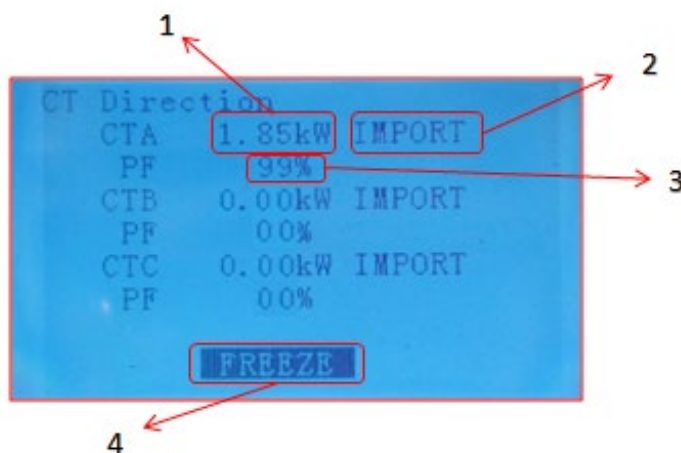 1
2
CT Direction
CTA 1.85kW IMPORT
PF 99%
3
CTB 0.00kW IMPORT
PF 00%
CTC 0.00kW IMPORT
PF 00%
FREEZE
4